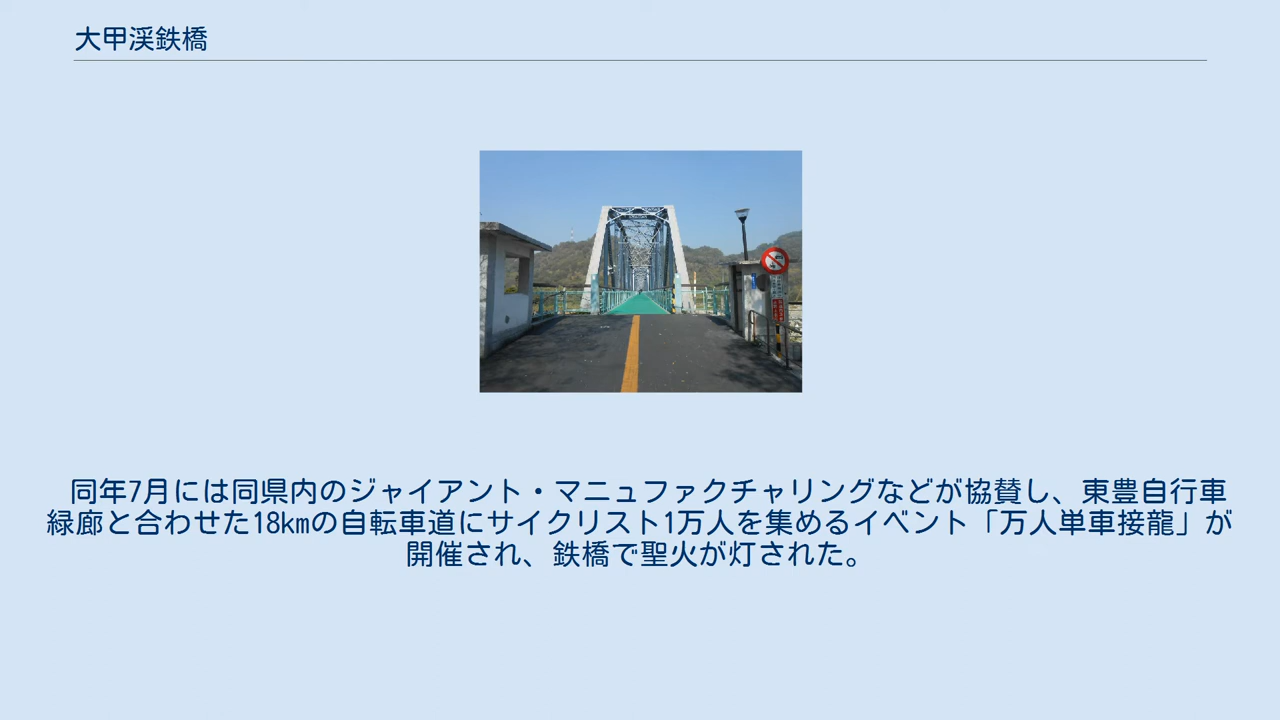 大甲渓鉄橋
同年7月には同県内のジャイアント・マニュファクチャリングなどが協賛し、東豊自行車
緑廊と合わせた18kmの自転車道にサイクリスト1万人を集めるイベント「万人単車接龍」が
開催され、鉄橋で聖火が灯された。